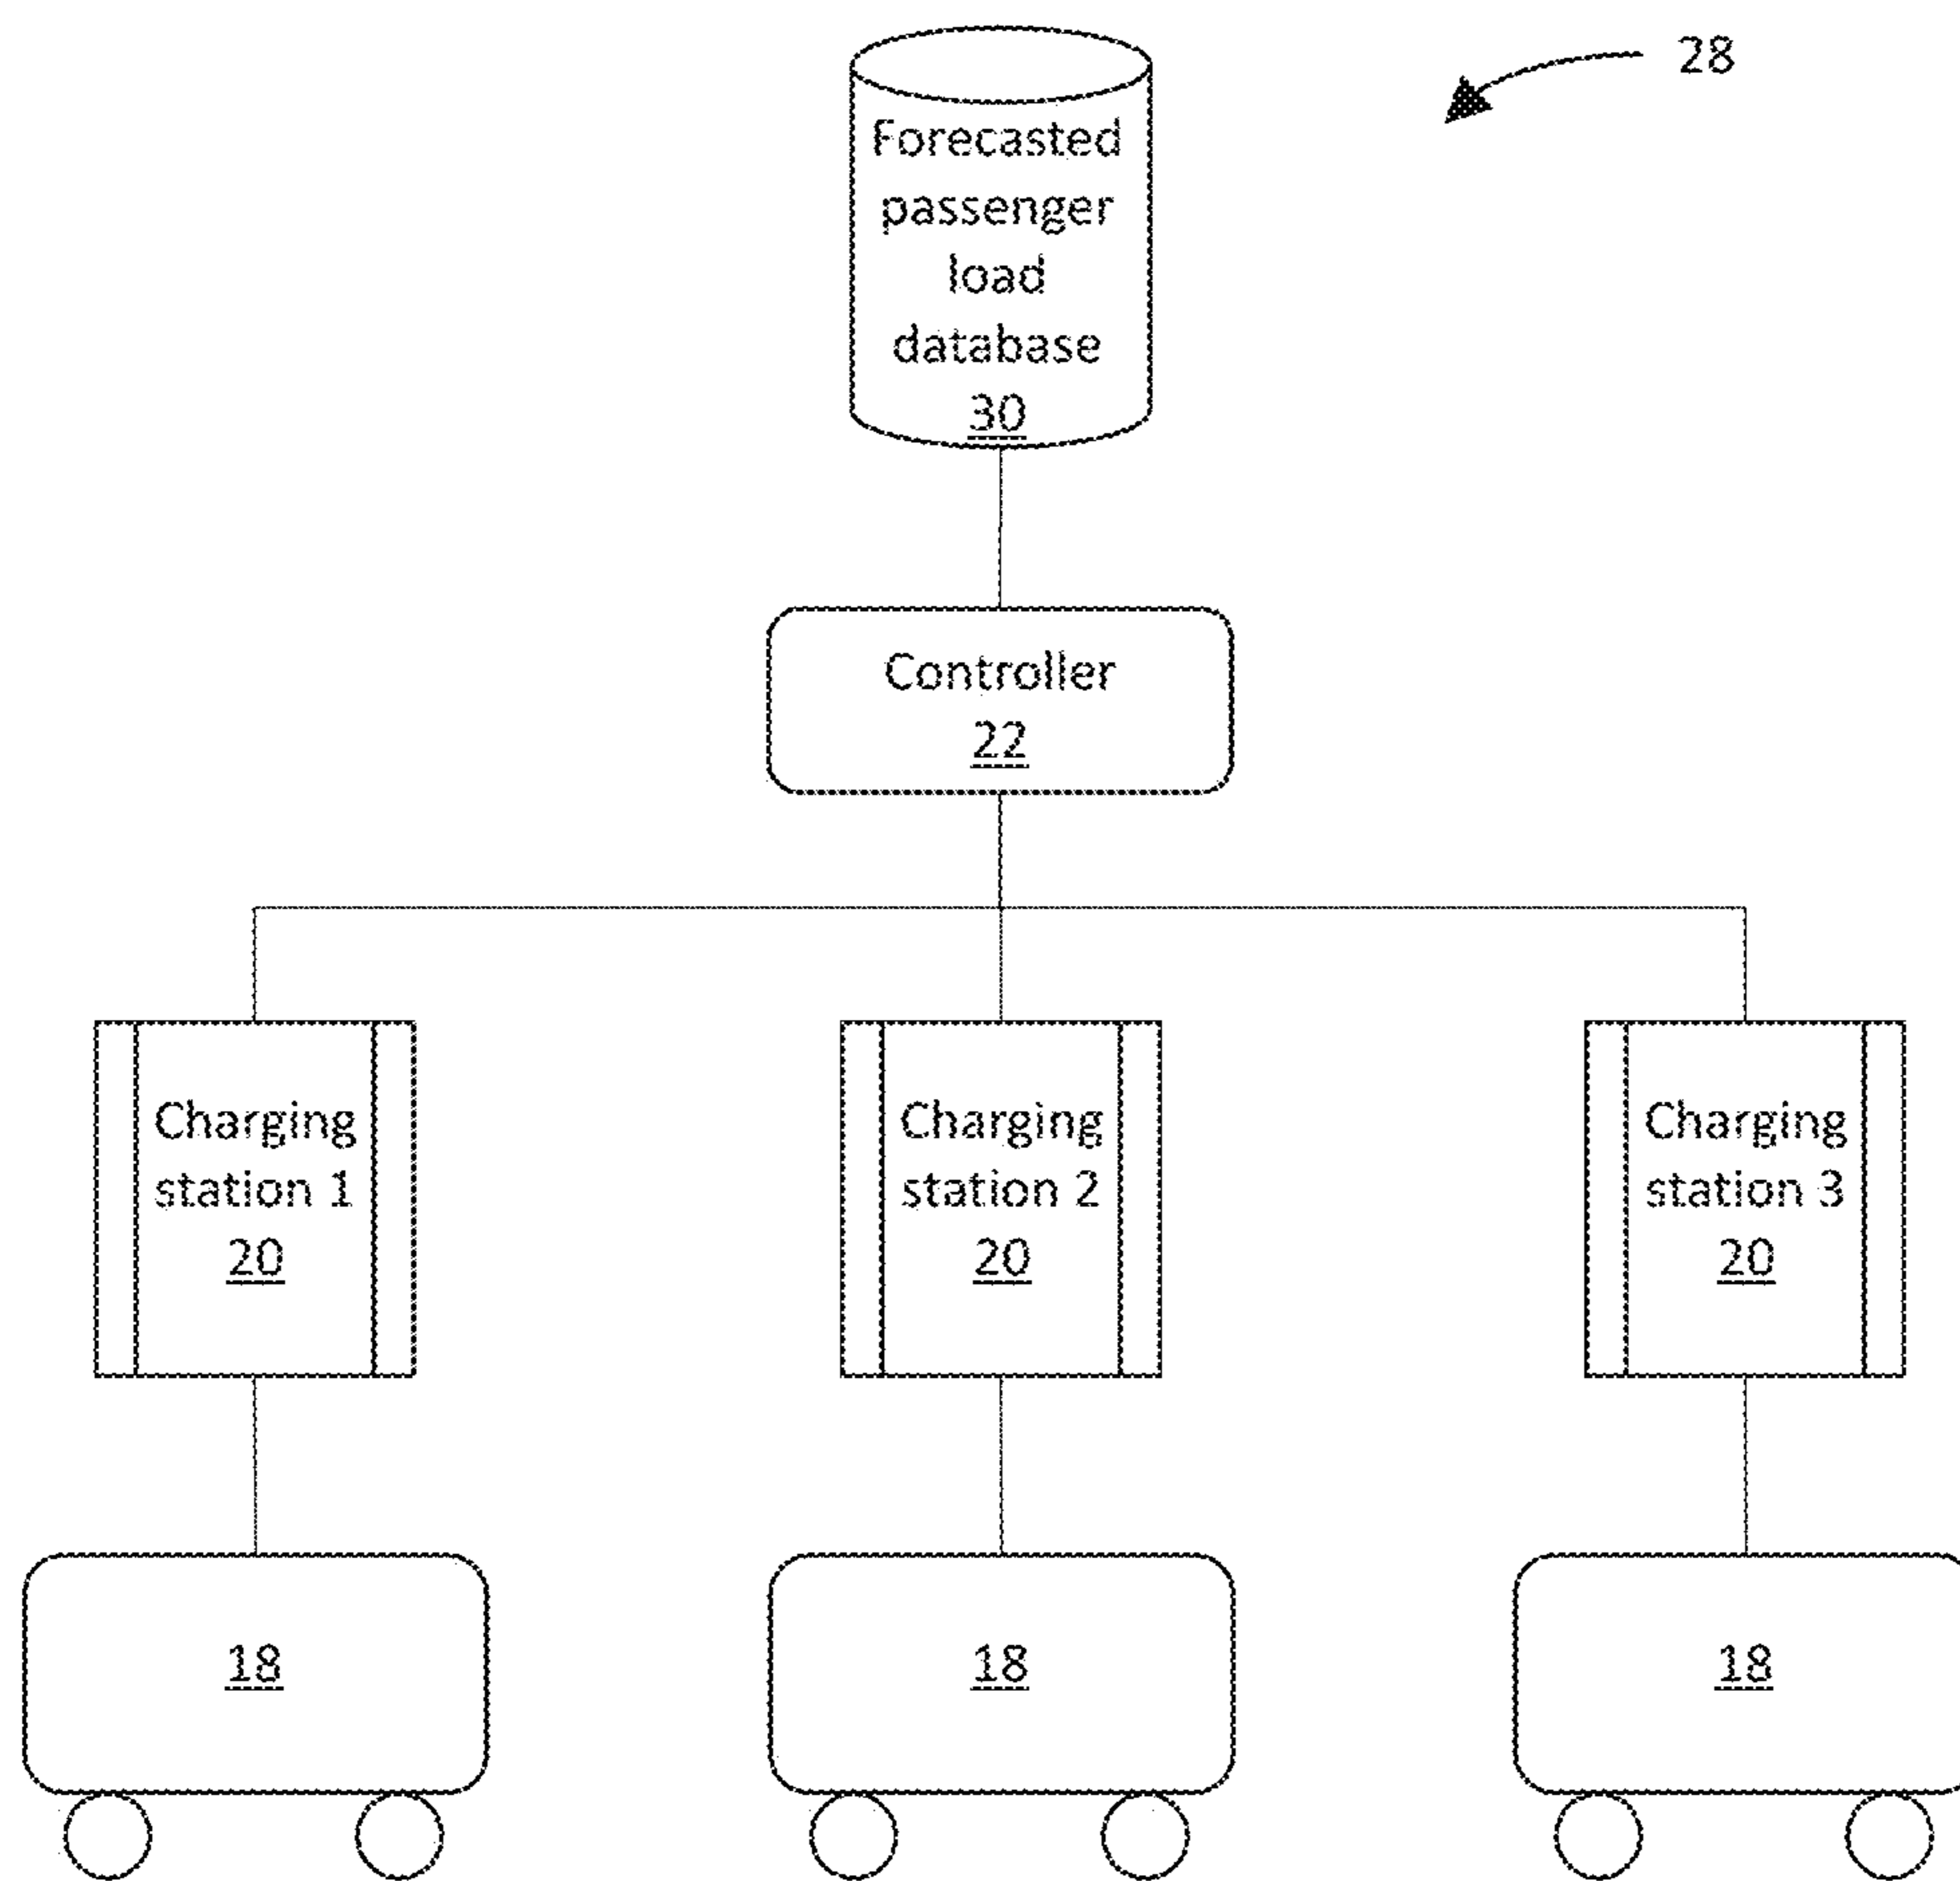 28
Forecasted
passenger
load
database
30
Controller
22
Charging
station 1
20
Charging
station 2
20
Charging
station 3
20
18
18
18